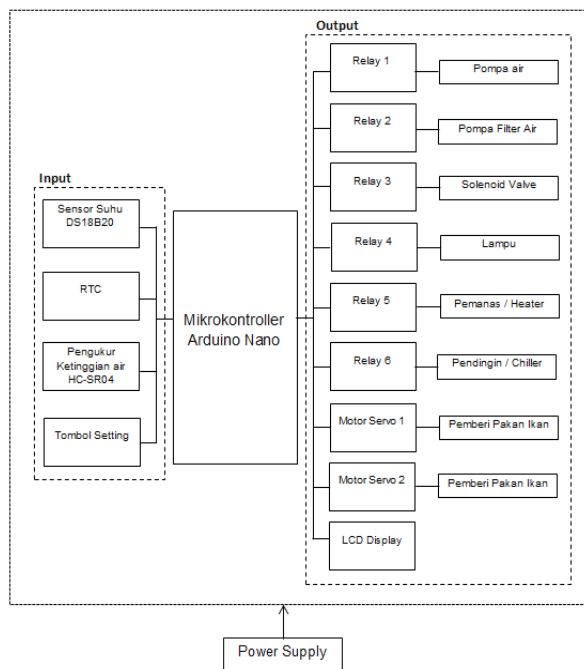 Output
Relay 1
Pompa air
Relay 2
Pompa Filter Air
Input
Relay 3
Solenoid Valve
Sensor Suhu
DS18B20
Relay 4
Lampu
RTC
Mikrokontroller
Arduino Nano
Relay 5
Pemanas / Heater
Pengukur
Ketinggian air
HC-SR04
Relay 6
Pendingin / Chiller
Tombol Setting
Motor Servo 1
Pemberi Pakan Ikan
Motor Servo 2
Pemberi Pakan Ikan
LCD Display
Power Supply